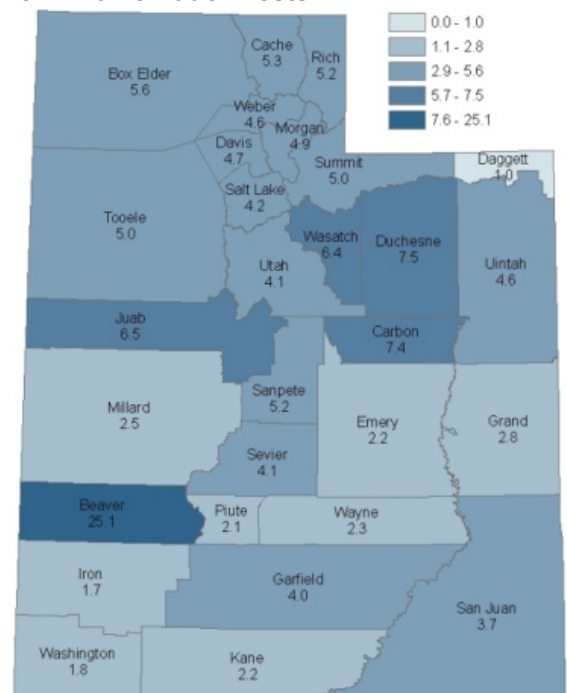 0.0 - 1.0
1.1 - 2.8
2.9 - 5.6
5.7 - 7.5
7.6 - 25.1
Box Elder
5.6
Cache
5.3
Rich
5.2
Weber
4.6
Morgan
4.9
Davis
4.7
Summit
5.0
Daggett
1.0
Salt Lake
4.2
Tooele
5.0
Wasatch
6.4
Duchesne
7.5
Uintah
4.6
Utah
4.1
Juab
6.5
Carbon
7.4
Sanpete
5.2
Millard
2.5
Emery
2.2
Grand
2.8
Sevier
4.1
Beaver
25.1
Piute
2.1
Wayne
2.3
Iron
1.7
Garfield
4.0
San Juan
3.7
Washington
1.8
Kane
2.2